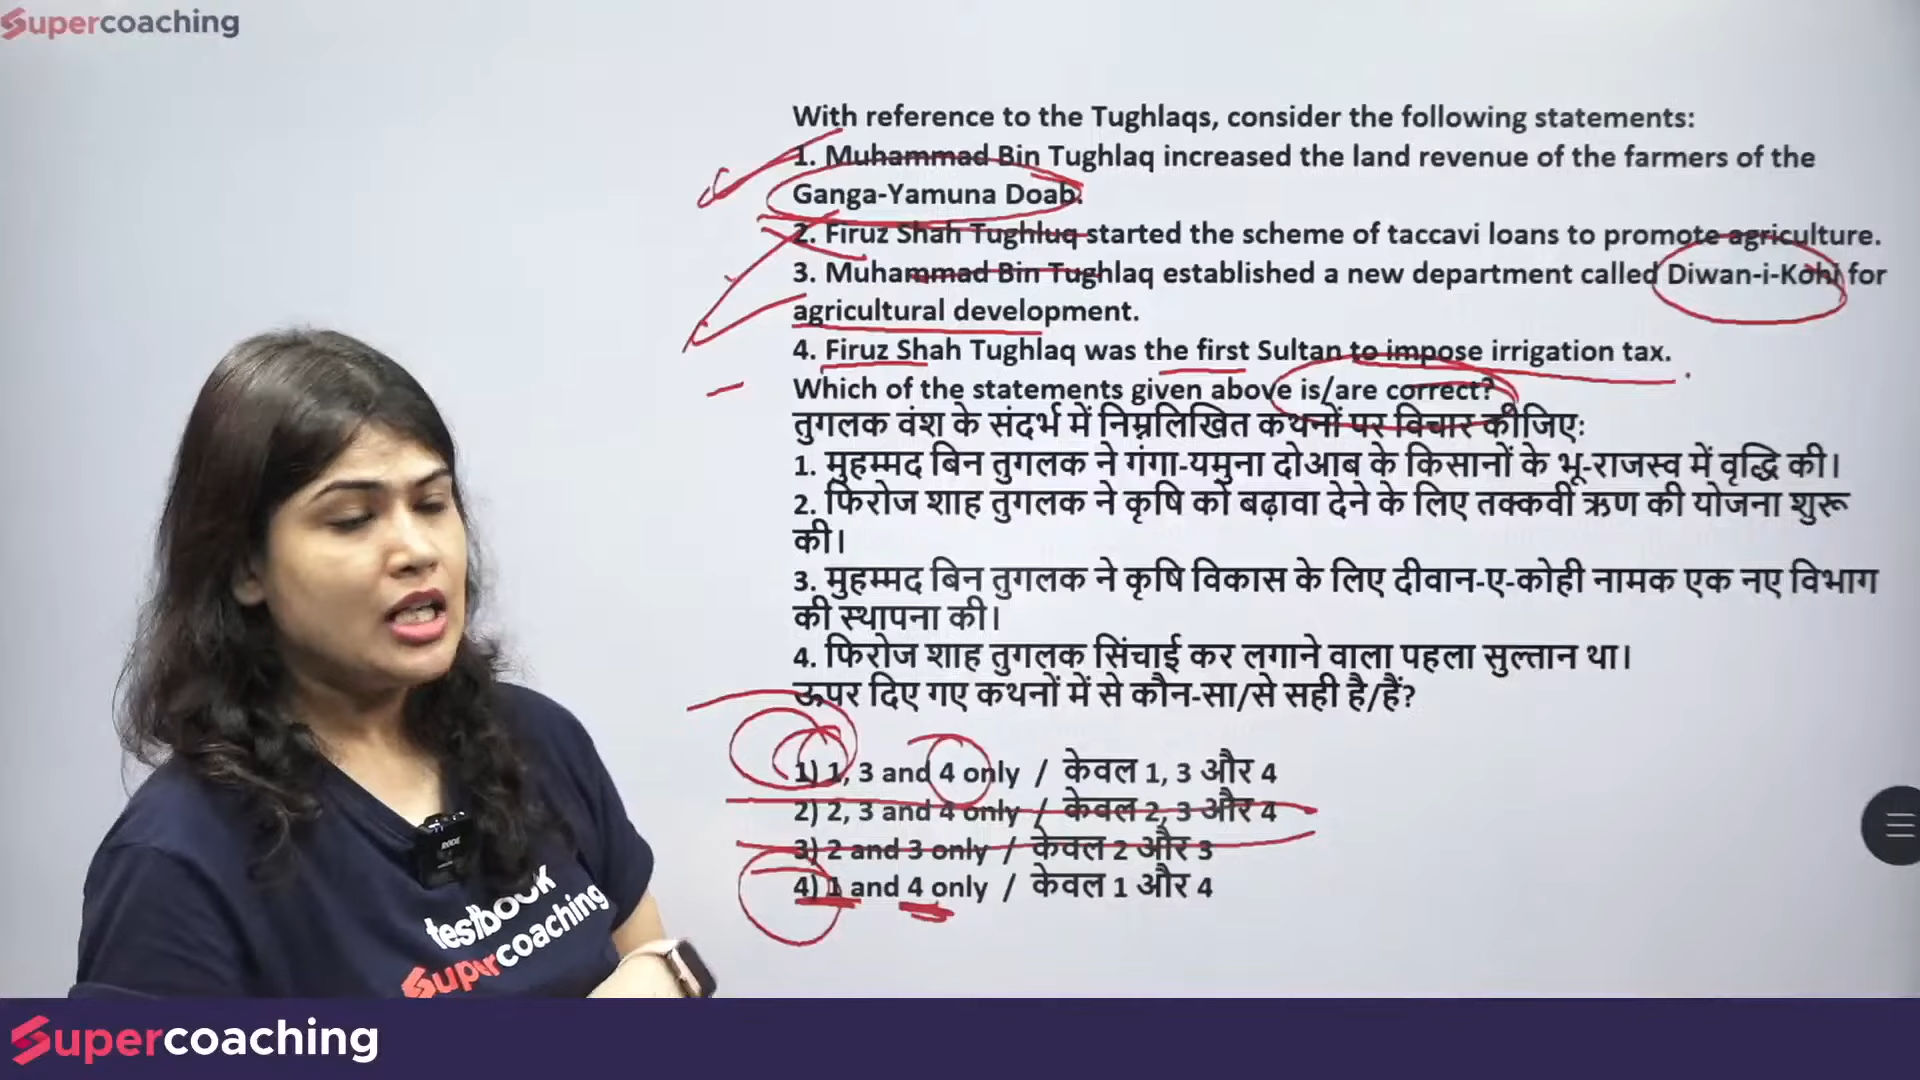 Supercoaching
With reference to the Tughlaqs, consider the following statements:
1. Muhammad Bin Tughlaq increased the land revenue of the farmers of the
Ganga-Yamuna Doab.
2. Firuz Shah Tughluq started the scheme of taccavi loans to promote agriculture.
3. Muhammad Bin Tughlaq established a new department called Diwan-i-Kohi for
agricultural development.
4. Firuz Shah Tughlaq was the first Sultan to impose irrigation tax.
Which of the statements given above is/are correct?
तुगलक वंश के संदर्भ में निम्नलिखित कथनों पर विचार कीजिए:
1. मुहम्मद बिन तुगलक ने गंगा-यमुना दोआब के किसानों के भू-राजस्व में वृद्धि की।
2. फिरोज शाह तुगलक ने कृषि को बढ़ावा देने के लिए तक्कवी ऋण की योजना शुरू
की।
3. मुहम्मद बिन तुगलक ने कृषि विकास के लिए दीवान-ए-कोही नामक एक नए विभाग
की स्थापना की।
4. फिरोज शाह तुगलक सिंचाई कर लगाने वाला पहला सुल्तान था।
ऊपर दिए गए कथनों में से कौन-सा/से सही है/हैं?
1) 1, 3 and 4 only / केवल 1, 3 और 4
2) 2, 3 and 4 only / केवल 2, 3 और 4
3) 2 and 3 only / केवल 2 और 3
4) 1 and 4 only / केवल 1 और 4
RODE
testbook
Supercoaching
Supercoaching